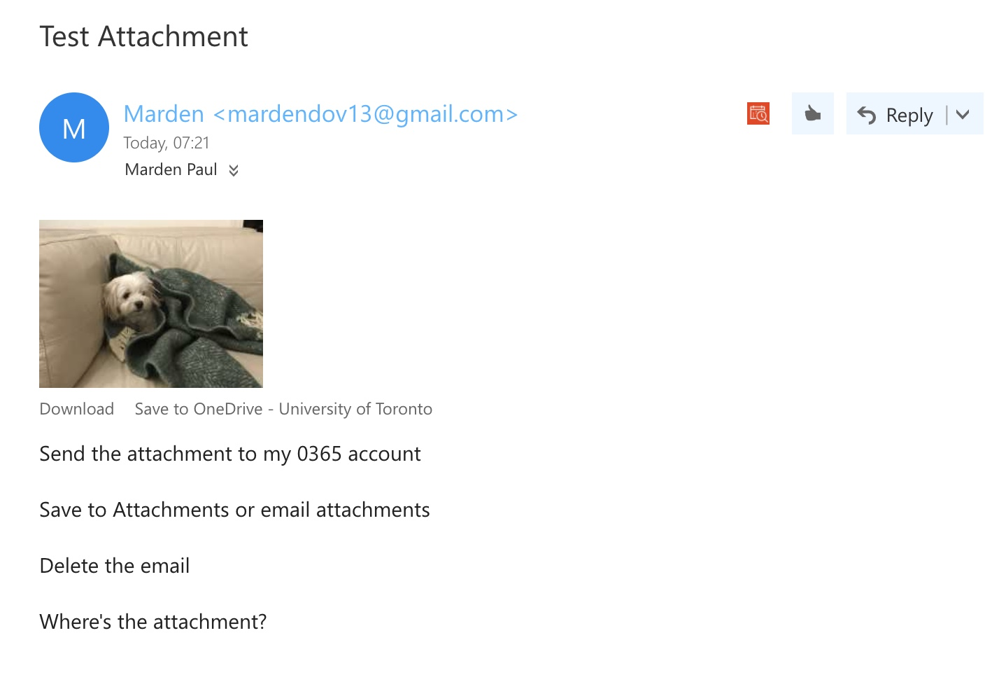 Test Attachment
M
Marden <mardendov13@gmail.com>
Reply
Today, 07:21
Marden Paul
Download Save to OneDrive - University of Toronto
Send the attachment to my 0365 account
Save to Attachments or email attachments
Delete the email
Where's the attachment?